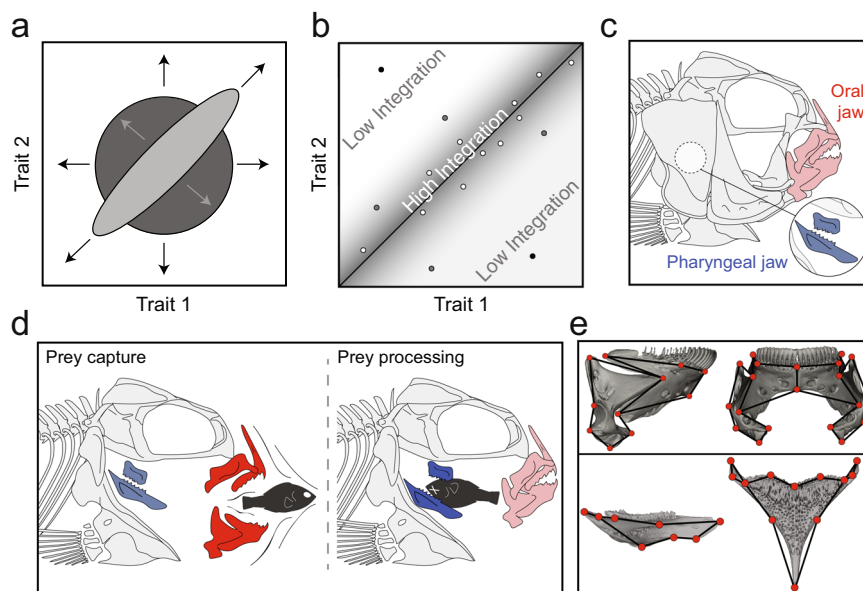 a
Trait 2
Trait 1
b
Trait 2
Low Integration
High Integration
Low Integration
Trait 1
c
Oral
jaw
Pharyngeal jaw
d
Prey capture
Prey processing
e